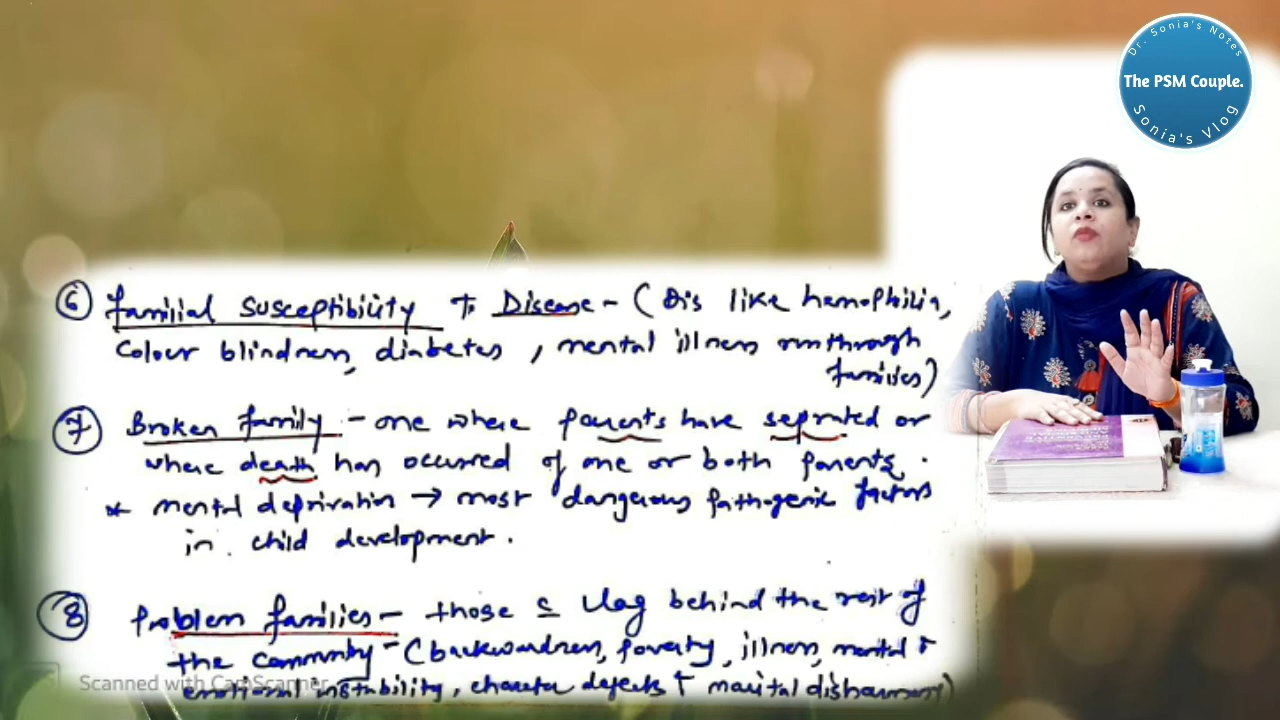 Dr. Sonia's Notes
The PSM Couple.
Sonia's Vlog
6 Familial Susceptibility To Disease - ( Dis like hemophilia,
Colour blindness, diabetes , mental illness run through
families)
7 Broken family - one where parents have seprated or
where death has occurred of one or both parents.
* mental deprivation → most dangerous pathogenic factors
in child development.
8 Problem families - those c lag behind the rest of
the community - (backwardness, poverty, illness, mental &
emotional instability, character defects & marital disharmony)
Scanned with CamScanner